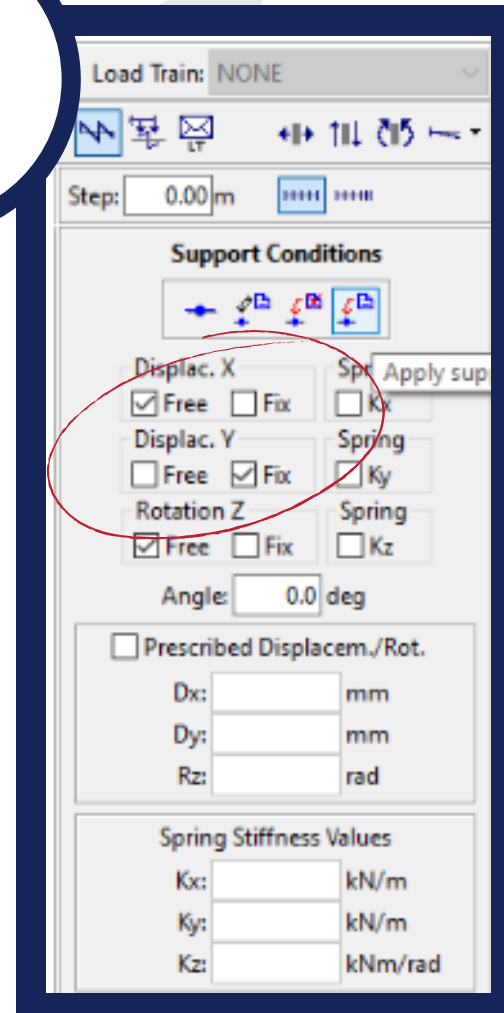 Load Train: NONE
LT
Step: 0.00 m
Support Conditions
Displac. X
Free Fix Kx
Apply
Displac. Y Spring
Free Fix Ky
Rotation Z Spring
Free Fix Kz
Angle: 0.0 deg
Prescribed Displacem./Rot.
Dx: mm
Dy: mm
Rz: rad
Spring Stiffness Values
Kx: kN/m
Ky: kN/m
Kz: kNm/rad